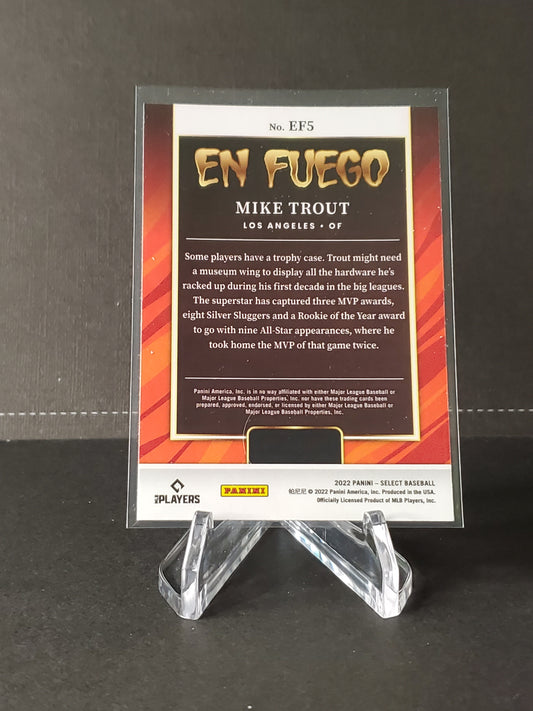 No. EF5
EN FUEGO
MIKE TROUT
LOS ANGELES • OF
Some players have a trophy case. Trout might need
a museum wing to display all the hardware he's
racked up during his first decade in the big leagues.
The superstar has captured three MVP awards,
eight Silver Sluggers and a Rookie of the Year award
to go with nine All-Star appearances, where he
took home the MVP of that game twice.
Panini America, Inc. is in no way affiliated with either Major League Baseball or
Major League Baseball Properties, Inc. nor have these trading cards been
prepared, approved, endorsed, or licensed by either Major League Baseball or
Major League Baseball Properties, Inc.
MLB PLAYERS
PANINI
2022 PANINI – SELECT BASEBALL
帕尼尼 © 2022 Panini America, Inc. Produced in the USA.
Officially Licensed Product of MLB Players, Inc.